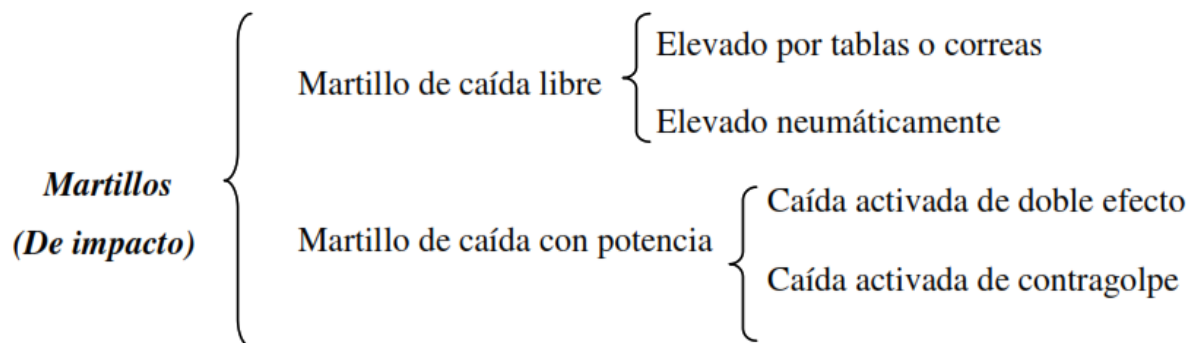 Martillos
(De impacto)
Martillo de caída libre
Elevado por tablas o correas
Elevado neumáticamente
Martillo de caída con potencia
Caída activada de doble efecto
Caída activada de contragolpe